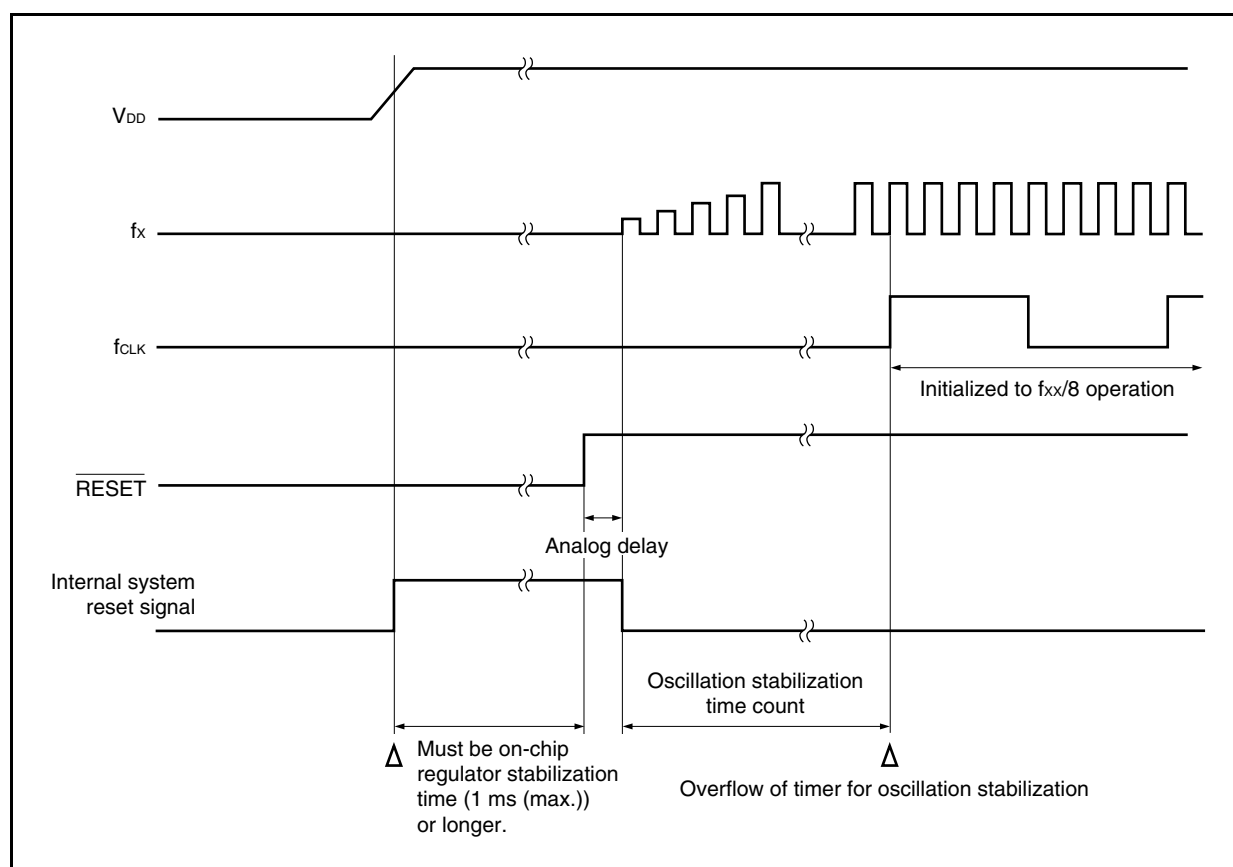 VDD
fX
fCLK
Initialized to fXX/8 operation
RESET
Analog delay
Internal system
reset signal
Oscillation stabilization
time count
Must be on-chip
regulator stabilization
time (1 ms (max.))
or longer.
Overflow of timer for oscillation stabilization